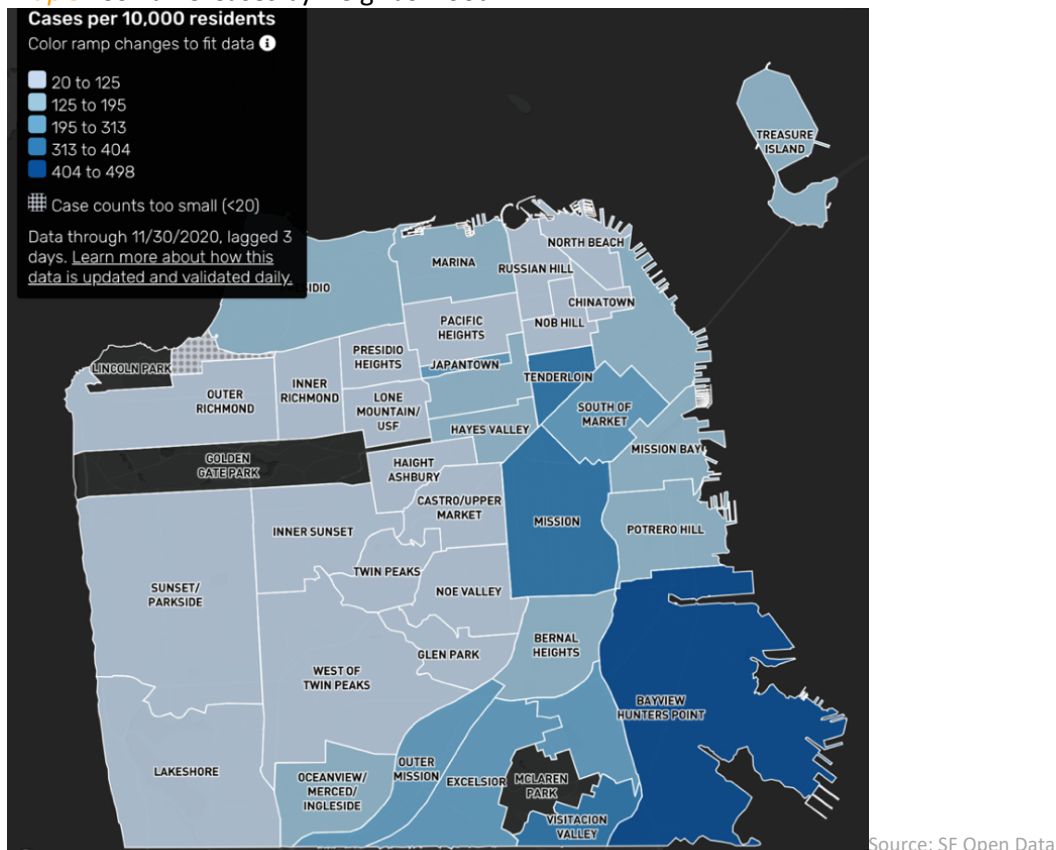 Cases per 10,000 residents
Color ramp changes to fit data
20 to 125
125 to 195
195 to 313
313 to 404
404 to 498
Case counts too small (<20)
Data through 11/30/2020, lagged 3
days. Learn more about how this
data is updated and validated daily.
TREASURE
ISLAND
NORTH BEACH
MARINA
RUSSIAN HILL
CHINATOWN
PACIFIC
HEIGHTS
NOB HILL
PRESIDIO
HEIGHTS
JAPANTOWN
LINCOLN PARK
TENDERLOIN
INNER
RICHMOND
OUTER
RICHMOND
LONE
MOUNTAIN/
USF
SOUTH OF
MARKET
HAYES VALLEY
MISSION BAY
GOLDEN
GATE PARK
HAIGHT
ASHBURY
CASTRO/UPPER
MARKET
MISSION
POTRERO HILL
INNER SUNSET
TWIN PEAKS
SUNSET/
PARKSIDE
NOE VALLEY
BERNAL
HEIGHTS
GLEN PARK
WEST OF
TWIN PEAKS
BAYVIEW
HUNTERS POINT
LAKESHORE
OCEANVIEW/
MERCED/
INGLESIDE
OUTER
MISSION
EXCELSIOR
MCLAREN
PARK
VISITACION
VALLEY
Source: SF Open Data